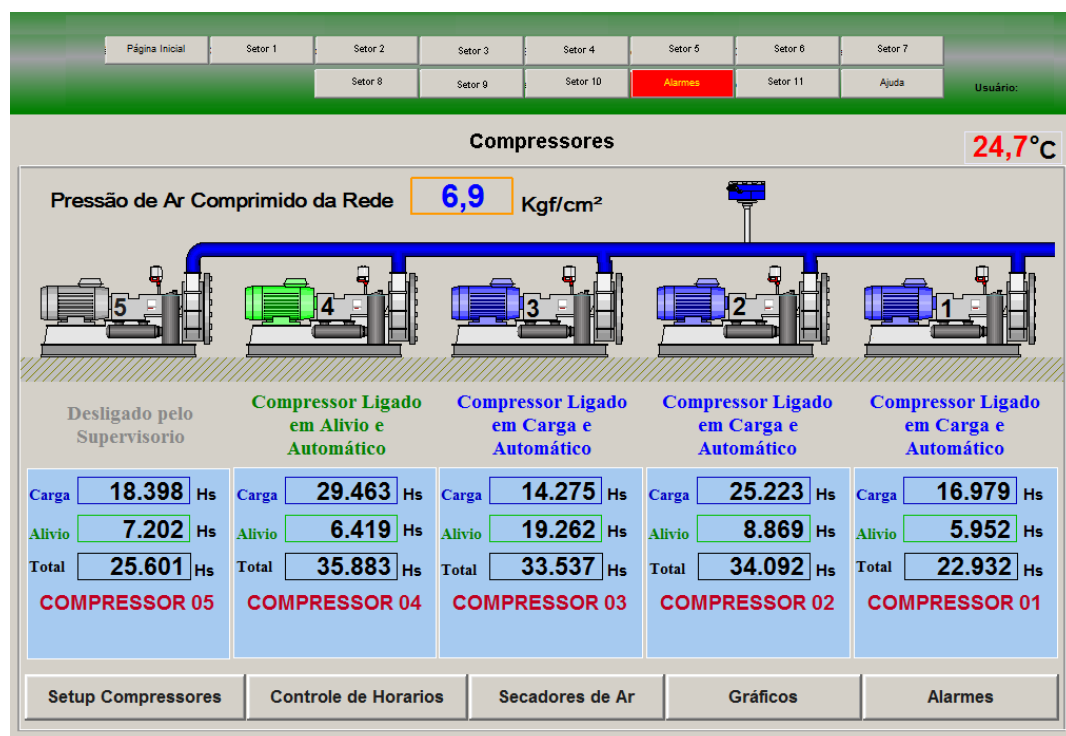 Página Inicial Setor 1 Setor 2 Setor 3 Setor 4 Setor 5 Setor 6 Setor 7
Setor 8 Setor 9 Setor 10 Alarmes Setor 11 Ajuda Usuário:
Compressores
24,7°C
Pressão de Ar Comprimido da Rede 6,9 Kgf/cm²
5 4 3 2 1
Desligado pelo
Supervisorio
Compressor Ligado
em Alivio e
Automático
Compressor Ligado
em Carga e
Automático
Compressor Ligado
em Carga e
Automático
Compressor Ligado
em Carga e
Automático
Carga 18.398 Hs Carga 29.463 Hs Carga 14.275 Hs Carga 25.223 Hs Carga 16.979 Hs
Alivio 7.202 Hs Alivio 6.419 Hs Alivio 19.262 Hs Alivio 8.869 Hs Alivio 5.952 Hs
Total 25.601 Hs Total 35.883 Hs Total 33.537 Hs Total 34.092 Hs Total 22.932 Hs
COMPRESSOR 05 COMPRESSOR 04 COMPRESSOR 03 COMPRESSOR 02 COMPRESSOR 01
Setup Compressores Controle de Horarios Secadores de Ar Gráficos Alarmes